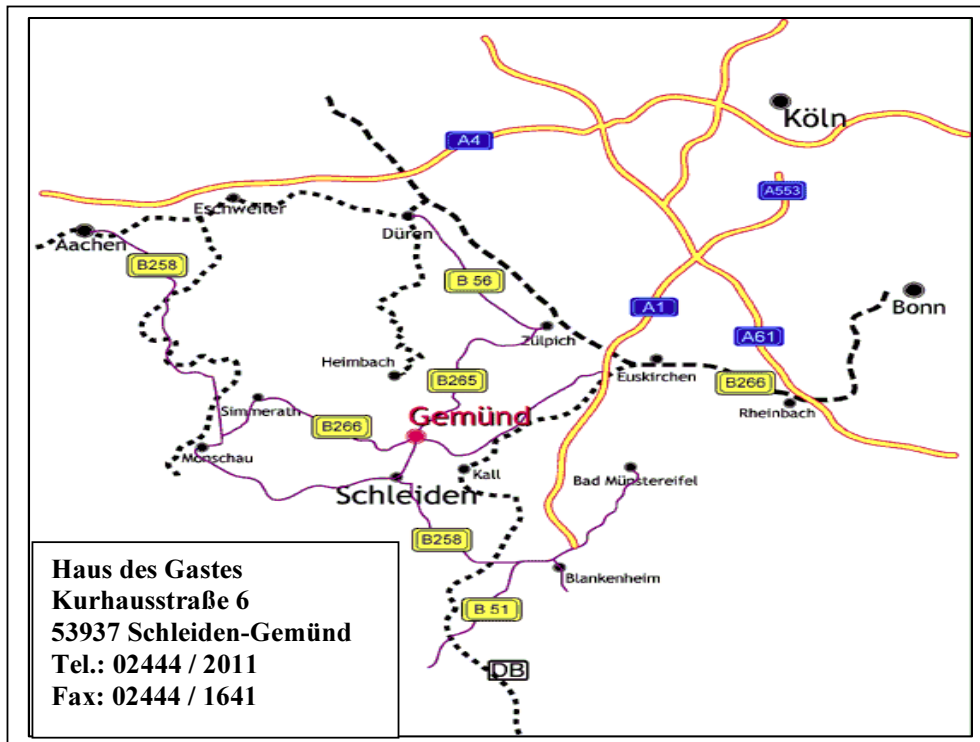 Köln
A4
A553
Eschweiler
Aachen
Düren
B258
B 56
Bonn
A1
Zülpich
A61
Heimbach
B265
Euskirchen
B266
Simmerath
Rheinbach
Gemünd
B266
Monschau
Kall
Bad Münstereifel
Schleiden
B258
Blankenheim
B 51
DB
Haus des Gastes
Kurhausstraße 6
53937 Schleiden-Gemünd
Tel.: 02444 / 2011
Fax: 02444 / 1641